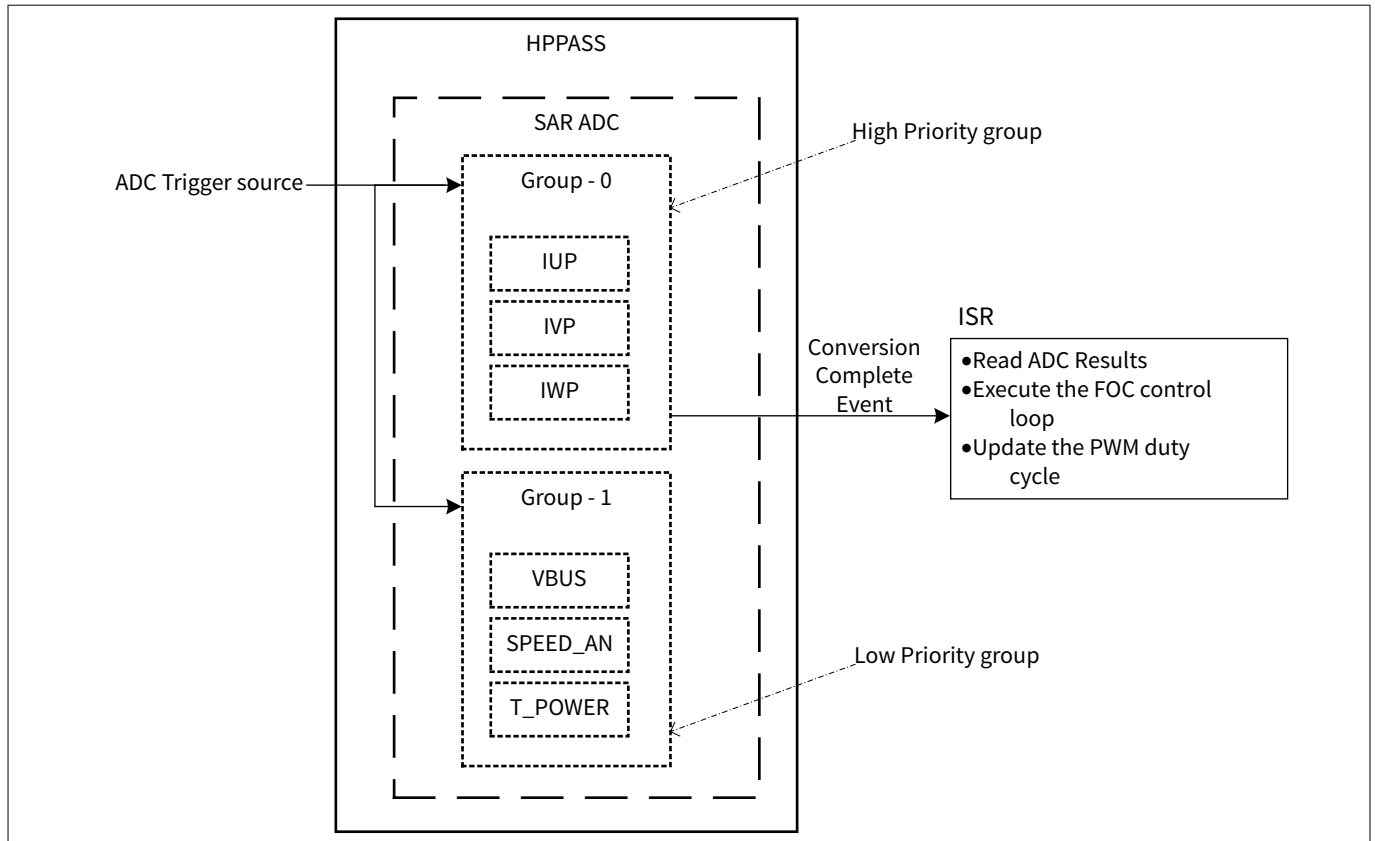 HPPASS
SAR ADC
High Priority group
ADC Trigger source
Group - 0
IUP
IVP
IWP
Conversion
Complete
Event
ISR
•Read ADC Results
•Execute the FOC control
loop
•Update the PWM duty
cycle
Group - 1
VBUS
SPEED_AN
T_POWER
Low Priority group